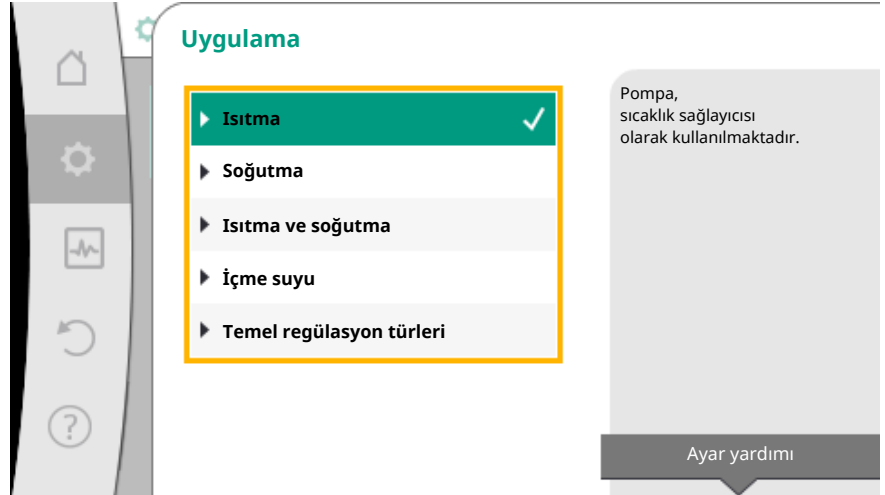 Uygulama
Isıtma
Soğutma
Isıtma ve soğutma
İçme suyu
Temel regülasyon türleri
Pompa,
sıcaklık sağlayıcısı
olarak kullanılmaktadır.
Ayar yardımı
?